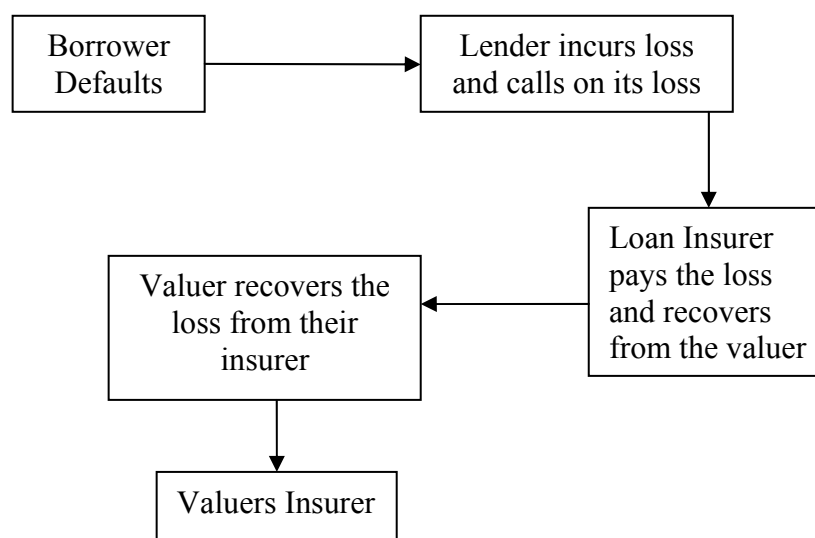 Borrower
Defaults
Lender incurs loss
and calls on its loss
Loan Insurer
pays the loss
and recovers
from the valuer
Valuer recovers the
loss from their
insurer
Valuers Insurer